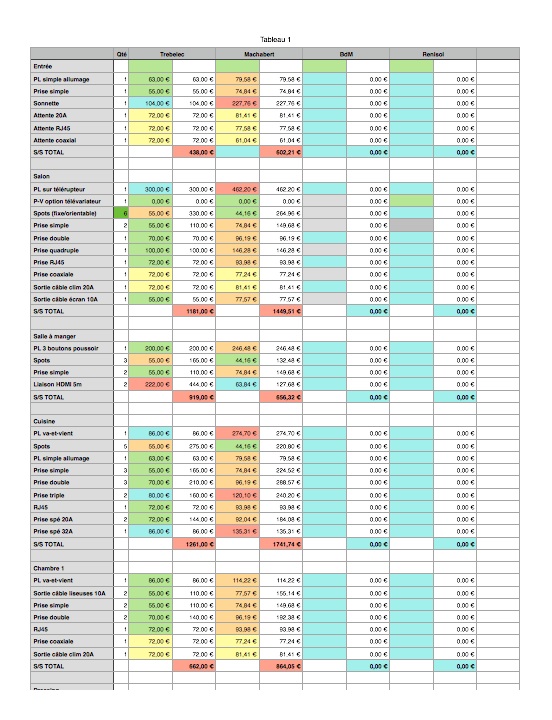 Tableau 1
Qté Trebelec Machabert BdM Renisol
Entrée
PL simple allumage 1 63,00 € 63,00 € 79,58 € 79,58 € 0,00 € 0,00 €
Prise simple 1 55,00 € 55,00 € 74,84 € 74,84 € 0,00 € 0,00 €
Sonnette 1 104,00 € 104,00 € 227,76 € 227,76 € 0,00 € 0,00 €
Attente 20A 1 72,00 € 72,00 € 81,41 € 81,41 € 0,00 € 0,00 €
Attente RJ45 1 72,00 € 72,00 € 77,58 € 77,58 € 0,00 € 0,00 €
Attente coaxial 1 72,00 € 72,00 € 61,04 € 61,04 € 0,00 € 0,00 €
S/S TOTAL 438,00 € 602,21 € 0,00 € 0,00 €
Salon
PL sur télérupteur 1 300,00 € 300,00 € 462,20 € 462,20 € 0,00 € 0,00 €
P-V option télévariateur 1 0,00 € 0,00 € 0,00 € 0,00 € 0,00 € 0,00 €
Spots (fixe/orientable) 6 55,00 € 330,00 € 44,16 € 264,96 € 0,00 € 0,00 €
Prise simple 2 55,00 € 110,00 € 74,84 € 149,68 € 0,00 € 0,00 €
Prise double 1 70,00 € 70,00 € 96,19 € 96,19 € 0,00 € 0,00 €
Prise quadruple 1 100,00 € 100,00 € 146,28 € 146,28 € 0,00 € 0,00 €
Prise RJ45 1 72,00 € 72,00 € 93,98 € 93,98 € 0,00 € 0,00 €
Prise coaxiale 1 72,00 € 72,00 € 77,24 € 77,24 € 0,00 € 0,00 €
Sortie câble clim 20A 1 72,00 € 72,00 € 81,41 € 81,41 € 0,00 € 0,00 €
Sortie câble écran 10A 1 55,00 € 55,00 € 77,57 € 77,57 € 0,00 € 0,00 €
S/S TOTAL 1181,00 € 1449,51 € 0,00 € 0,00 €
Salle à manger
PL 3 boutons poussoir 1 200,00 € 200,00 € 246,48 € 246,48 € 0,00 € 0,00 €
Spots 3 55,00 € 165,00 € 44,16 € 132,48 € 0,00 € 0,00 €
Prise simple 2 55,00 € 110,00 € 74,84 € 149,68 € 0,00 € 0,00 €
Liaison HDMI 5m 2 222,00 € 444,00 € 63,84 € 127,68 € 0,00 € 0,00 €
S/S TOTAL 919,00 € 656,32 € 0,00 € 0,00 €
Cuisine
PL va-et-vient 1 86,00 € 86,00 € 274,70 € 274,70 € 0,00 € 0,00 €
Spots 5 55,00 € 275,00 € 44,16 € 220,80 € 0,00 € 0,00 €
PL simple allumage 1 63,00 € 63,00 € 79,58 € 79,58 € 0,00 € 0,00 €
Prise simple 3 55,00 € 165,00 € 74,84 € 224,52 € 0,00 € 0,00 €
Prise double 3 70,00 € 210,00 € 96,19 € 288,57 € 0,00 € 0,00 €
Prise triple 2 80,00 € 160,00 € 120,10 € 240,20 € 0,00 € 0,00 €
RJ45 1 72,00 € 72,00 € 93,98 € 93,98 € 0,00 € 0,00 €
Prise spé 20A 2 72,00 € 144,00 € 92,04 € 184,08 € 0,00 € 0,00 €
Prise spé 32A 1 86,00 € 86,00 € 135,31 € 135,31 € 0,00 € 0,00 €
S/S TOTAL 1261,00 € 1741,74 € 0,00 € 0,00 €
Chambre 1
PL va-et-vient 1 86,00 € 86,00 € 114,22 € 114,22 € 0,00 € 0,00 €
Sortie câble liseuses 10A 2 55,00 € 110,00 € 77,57 € 155,14 € 0,00 € 0,00 €
Prise simple 2 55,00 € 110,00 € 74,84 € 149,68 € 0,00 € 0,00 €
Prise double 2 70,00 € 140,00 € 96,19 € 192,38 € 0,00 € 0,00 €
RJ45 1 72,00 € 72,00 € 93,98 € 93,98 € 0,00 € 0,00 €
Prise coaxiale 1 72,00 € 72,00 € 77,24 € 77,24 € 0,00 € 0,00 €
Sortie câble clim 20A 1 72,00 € 72,00 € 81,41 € 81,41 € 0,00 € 0,00 €
S/S TOTAL 662,00 € 864,05 € 0,00 € 0,00 €